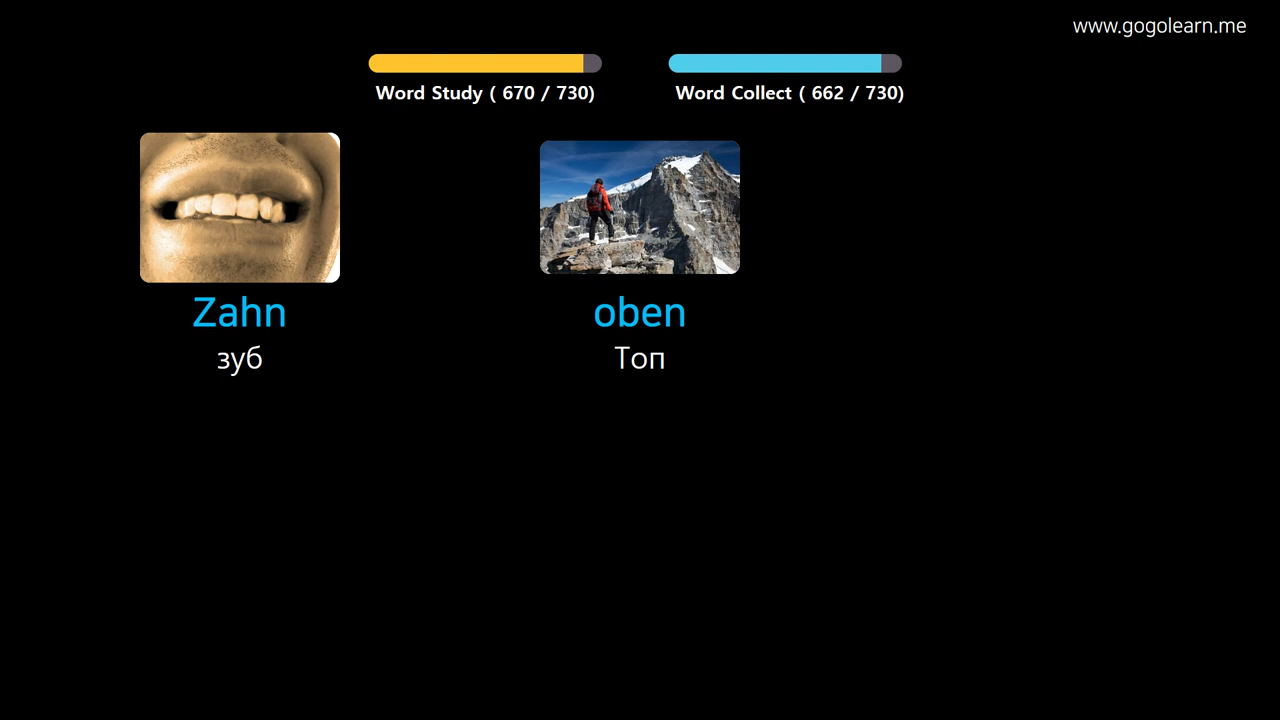 www.gogolearn.me
Word Study ( 670 / 730)
Word Collect ( 662 / 730)
Zahn
зуб
oben
Топ